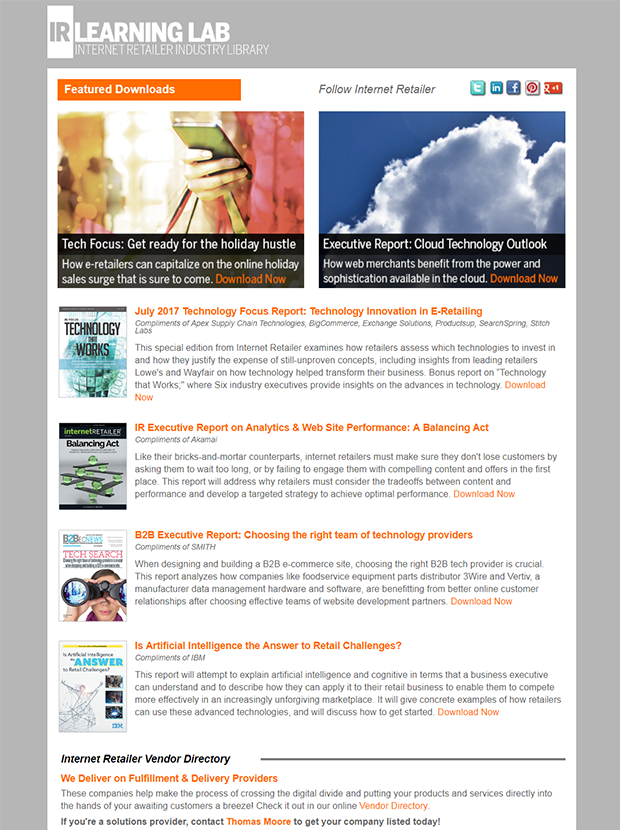 IR LEARNING LAB
INTERNET RETAILER INDUSTRY LIBRARY
Featured Downloads
Follow Internet Retailer
Tech Focus: Get ready for the holiday hustle
How e-retailers can capitalize on the online holiday
sales surge that is sure to come. Download Now
Executive Report: Cloud Technology Outlook
How web merchants benefit from the power and
sophistication available in the cloud. Download Now
TECHNOLOGY
THAT
WORKS
July 2017 Technology Focus Report: Technology Innovation in E-Retailing
Compliments of Apex Supply Chain Technologies, BigCommerce, Exchange Solutions, Productsup, SearchSpring, Stitch
Labs
This special edition from Internet Retailer examines how retailers assess which technologies to invest in
and how they justify the expense of still-unproven concepts, including insights from leading retailers
Lowe's and Wayfair on how technology helped transform their business. Bonus report on "Technology
that Works;" where Six industry executives provide insights on the advances in technology. Download
Now
internetRETAILER
Balancing Act
IR Executive Report on Analytics & Web Site Performance: A Balancing Act
Compliments of Akamai
Like their bricks-and-mortar counterparts, internet retailers must make sure they don't lose customers by
asking them to wait too long, or by failing to engage them with compelling content and offers in the first
place. This report will address why retailers must consider the tradeoffs between content and
performance and develop a targeted strategy to achieve optimal performance. Download Now
B2BECNEWS
TECH SEARCH
B2B Executive Report: Choosing the right team of technology providers
Compliments of SMITH
When designing and building a B2B e-commerce site, choosing the right B2B tech provider is crucial.
This report analyzes how companies like foodservice equipment parts distributor 3Wire and Vertiv, a
manufacturer data management hardware and software, are benefitting from better online customer
relationships after choosing effective teams of website development partners. Download Now
Is Artificial Intelligence
the ANSWER
to Retail Challenges?
IBM
Is Artificial Intelligence the Answer to Retail Challenges?
Compliments of IBM
This report will attempt to explain artificial intelligence and cognitive in terms that a business executive
can understand and to describe how they can apply it to their retail business to enable them to compete
more effectively in an increasingly unforgiving marketplace. It will give concrete examples of how retailers
can use these advanced technologies, and will discuss how to get started. Download Now
Internet Retailer Vendor Directory
We Deliver on Fulfillment & Delivery Providers
These companies help make the process of crossing the digital divide and putting your products and services directly into
the hands of your awaiting customers a breeze! Check it out in our online Vendor Directory.
If you're a solutions provider, contact Thomas Moore to get your company listed today!